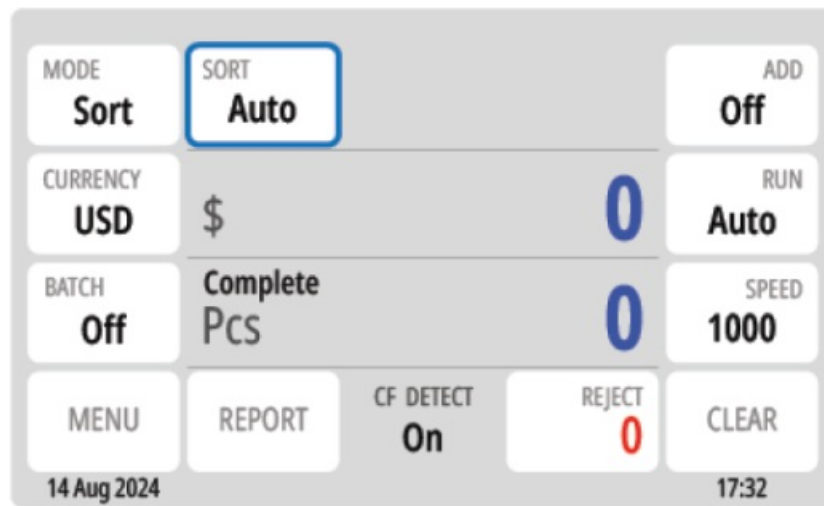 MODE
Sort
SORT
Auto
ADD
Off
CURRENCY
USD
$ 0
RUN
Auto
BATCH
Off
Complete
Pcs 0
SPEED
1000
MENU
REPORT
CF DETECT
On
REJECT
0
CLEAR
14 Aug 2024
17:32